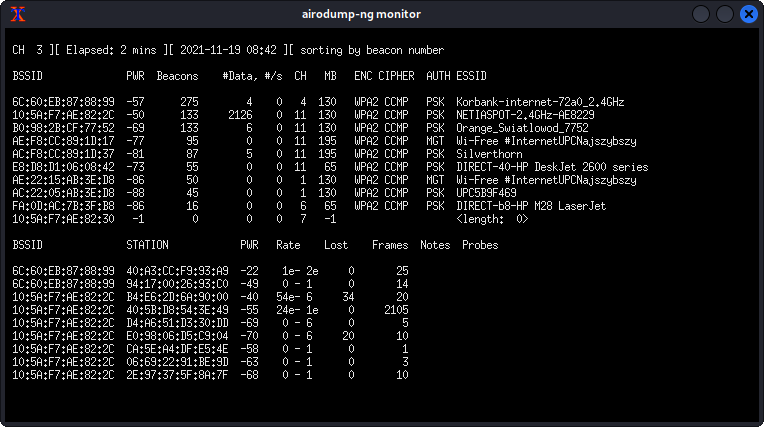 airodump-ng monitor
CH 3 ][ Elapsed: 2 mins ][ 2021-11-19 08:42 ][ sorting by beacon number
BSSID PWR Beacons #Data, #/s CH MB ENC CIPHER AUTH ESSID
6C:60:EB:87:88:99 -57 275 4 0 4 130 WPA2 CCMP PSK Korbank-internet-72a0_2.4GHz
10:5A:F7:AE:82:2C -50 133 2126 0 11 130 WPA2 CCMP PSK NETIASPOT-2.4GHz-AE8229
B0:98:2B:CF:77:52 -69 133 6 0 11 130 WPA2 CCMP PSK Orange_Swiatlowod_7752
AE:F8:CC:89:1D:17 -77 95 0 0 11 195 WPA2 CCMP MGT Wi-Free #InternetUPCNajszybszy
AC:F8:CC:89:1D:37 -81 87 5 0 11 195 WPA2 CCMP PSK Silverthorn
E8:D8:D1:06:08:42 -73 55 0 0 11 65 WPA2 CCMP PSK DIRECT-40-HP DeskJet 2600 series
AE:22:15:AB:3E:D8 -86 50 0 0 1 130 WPA2 CCMP MGT Wi-Free #InternetUPCNajszybszy
AC:22:05:AB:3E:D8 -88 45 0 0 1 130 WPA2 CCMP PSK UPC5B9F469
FA:0D:AC:7B:3F:B8 -86 16 0 0 6 65 WPA2 CCMP PSK DIRECT-b8-HP M28 LaserJet
10:5A:F7:AE:82:30 -1 0 0 0 7 -1 <length: 0>
BSSID STATION PWR Rate Lost Frames Notes Probes
6C:60:EB:87:88:99 40:A3:CC:F9:93:A9 -22 1e- 2e 0 25
6C:60:EB:87:88:99 94:17:00:26:93:C0 -49 0 - 1 0 14
10:5A:F7:AE:82:2C B4:E6:2D:6A:90:00 -40 54e- 6 34 20
10:5A:F7:AE:82:2C 40:5B:D8:54:3E:49 -55 24e- 1e 0 2105
10:5A:F7:AE:82:2C D4:A6:51:D3:30:DD -69 0 - 6 0 5
10:5A:F7:AE:82:2C E0:98:06:D5:C9:04 -70 0 - 6 20 10
10:5A:F7:AE:82:2C CA:5E:A4:DF:E5:4E -58 0 - 1 0 1
10:5A:F7:AE:82:2C 06:69:22:91:BE:9D -63 0 - 1 0 3
10:5A:F7:AE:82:2C 2E:97:37:5F:8A:7F -68 0 - 1 0 10